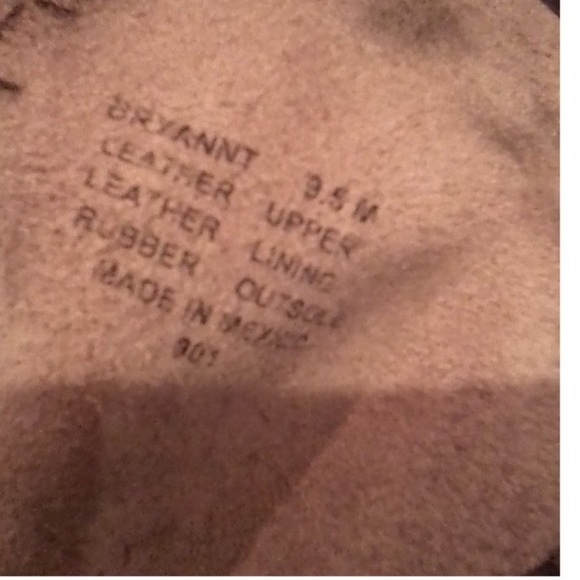 BRYANNT 9.5 M
LEATHER UPPER
LEATHER LINING
RUBBER OUTSOLE
MADE IN MEXICO
901